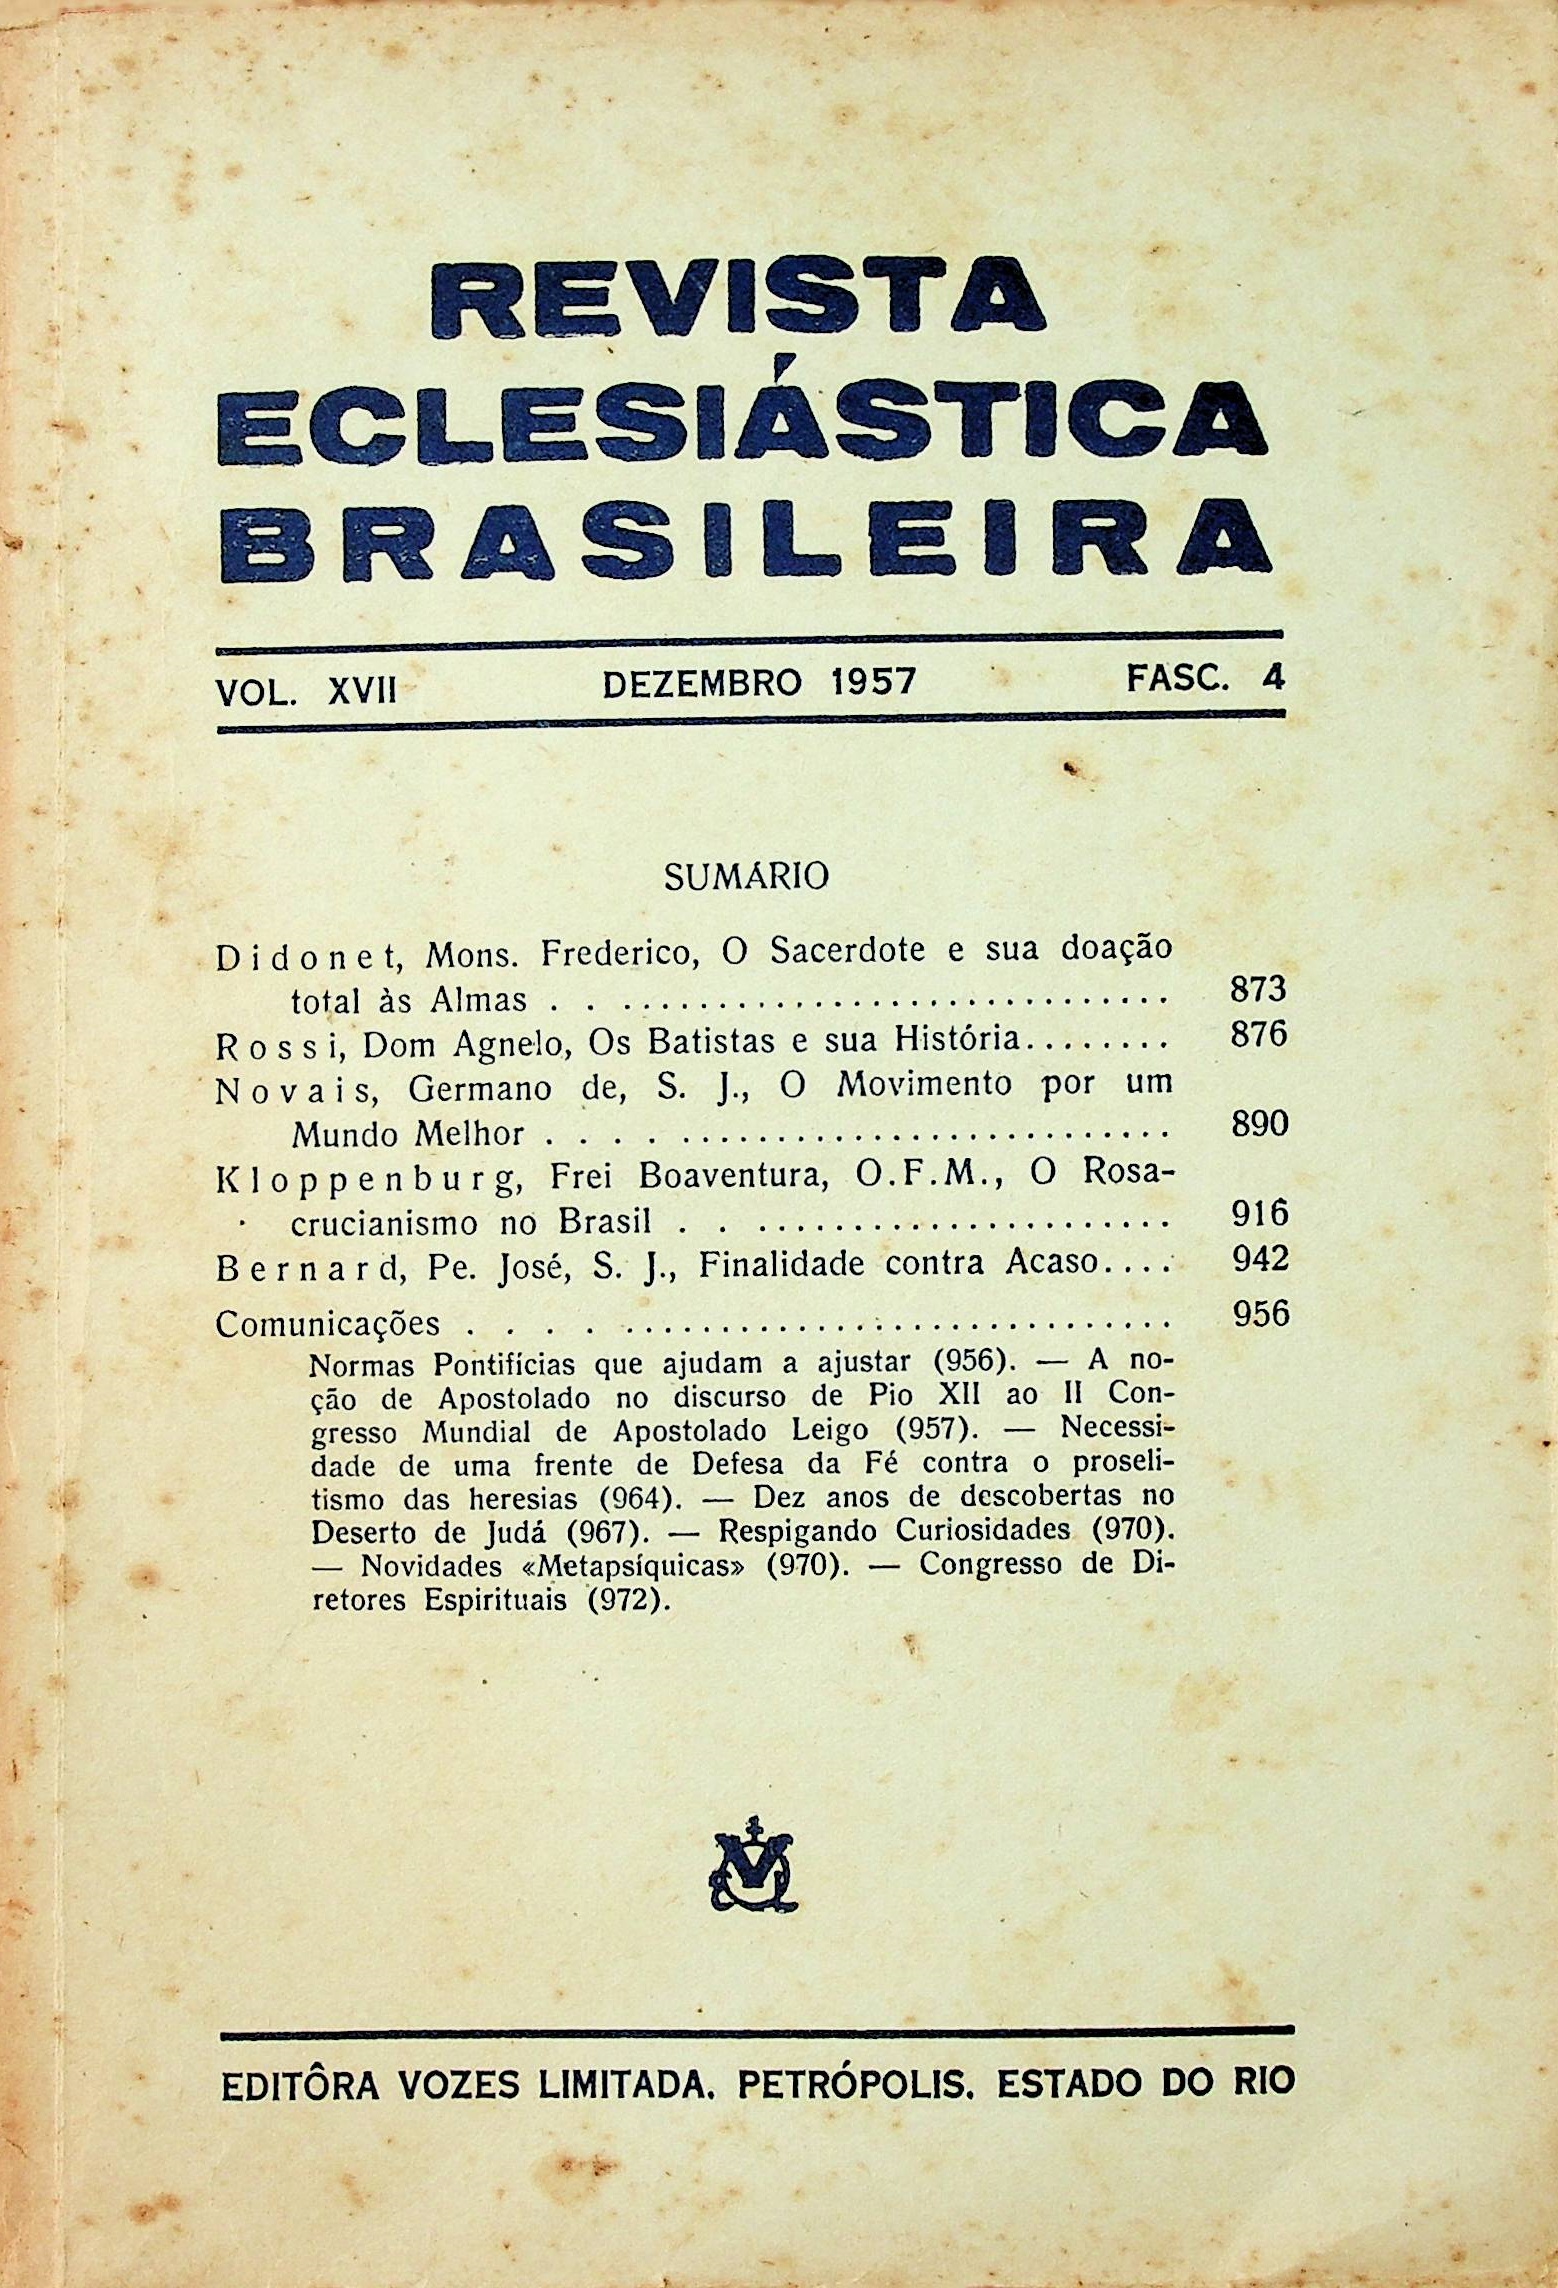 REVISTA
ECLESIÁSTICA
BRASILEIRA
VOL. XVII DEZEMBRO 1957 FASC. 4
SUMÁRIO
Didonet, Mons. Frederico, O Sacerdote e sua doação
total às Almas . . .............................. 873
Rossi, Dom Agnelo, Os Batistas e sua História........ 876
Novais, Germano de, S. J., O Movimento por um
Mundo Melhor . . . . .......................... 890
Kloppenburg, Frei Boaventura, O.F.M., O Rosa-
crucianismo no Brasil . . ...................... 916
Bernard, Pe. José, S. J., Finalidade contra Acaso.... 942
Comunicações . . . . ............................. 956
Normas Pontifícias que ajudam a ajustar (956). — A no-
ção de Apostolado no discurso de Pio XII ao II Con-
gresso Mundial de Apostolado Leigo (957). — Necessi-
dade de uma frente de Defesa da Fé contra o proseli-
tismo das heresias (964). — Dez anos de descobertas no
Deserto de Judá (967). — Respigando Curiosidades (970).
— Novidades «Metapsíquicas» (970). — Congresso de Di-
retores Espirituais (972).
EDITÔRA VOZES LIMITADA. PETRÓPOLIS. ESTADO DO RIO